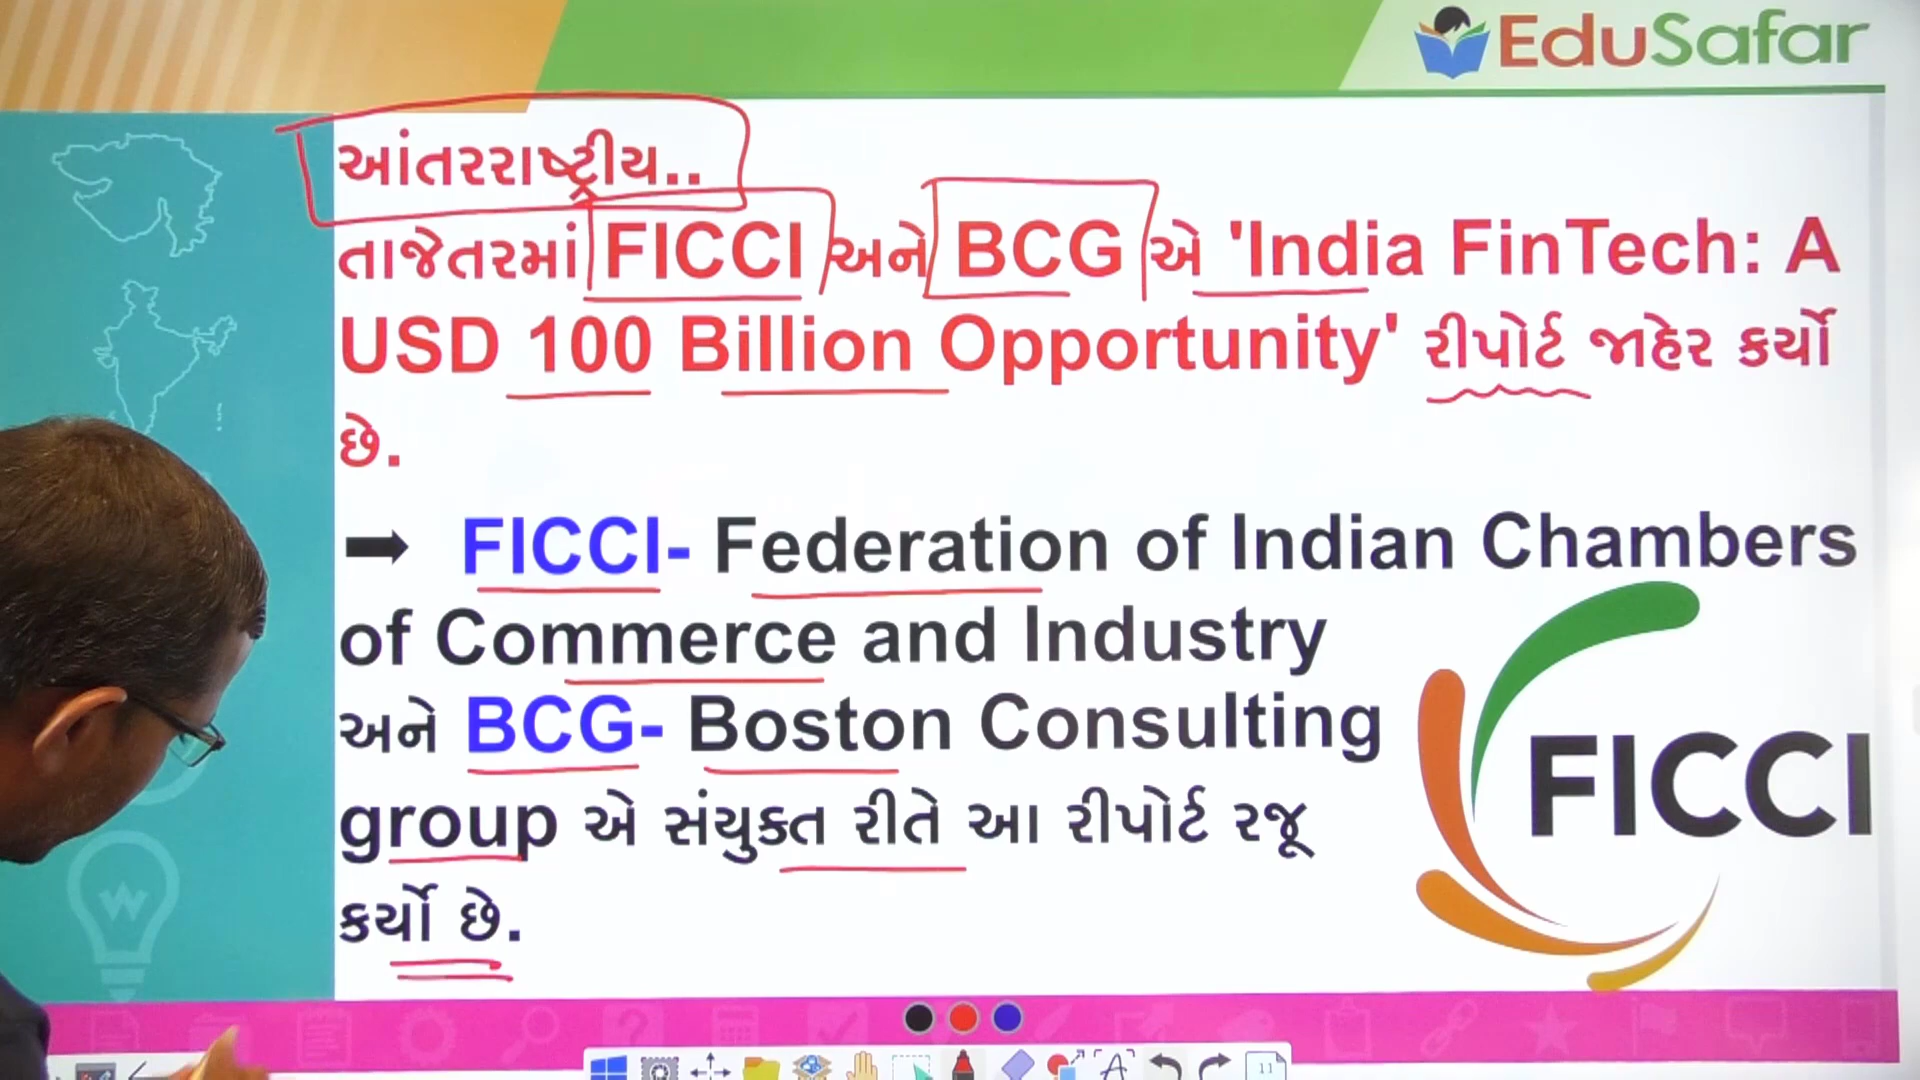 EduSafar
આંતરરાષ્ટ્રીય..
તાજેતરમાં FICCI અને BCG એ 'India FinTech: A
USD 100 Billion Opportunity' રીપોર્ટ જાહેર કર્યો
છે.
➡ FICCI- Federation of Indian Chambers
of Commerce and Industry
અને BCG- Boston Consulting
group એ સંયુક્ત રીતે આ રીપોર્ટ રજૂ
કર્યો છે.
FICCI
11